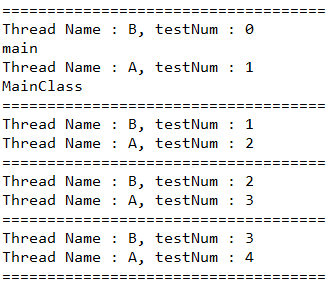 ====================================
Thread Name : B, testNum : 0
main
Thread Name : A, testNum : 1
MainClass
====================================
Thread Name : B, testNum : 1
Thread Name : A, testNum : 2
====================================
Thread Name : B, testNum : 2
Thread Name : A, testNum : 3
====================================
Thread Name : B, testNum : 3
Thread Name : A, testNum : 4
====================================